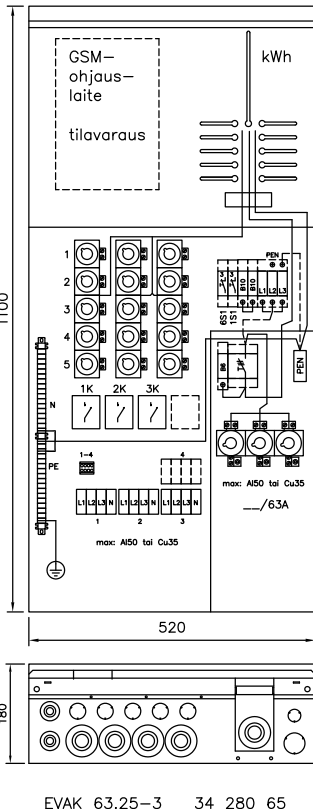 GSM-
ohjaus-
laite
tilavaraus
kWh
1
2
3
4
5
PEN
B10
B10
L1 L2 L3
6S1
1S1
B6
PEN
1K 2K 3K
N
PE
1-4
4
L1 L2 L3 N L1 L2 L3 N L1 L2 L3 N
1 2 3
max: Al50 tai Cu35
max: Al50 tai Cu35
__/63A
1100
520
180
EVAK 63.25-3 34 280 65